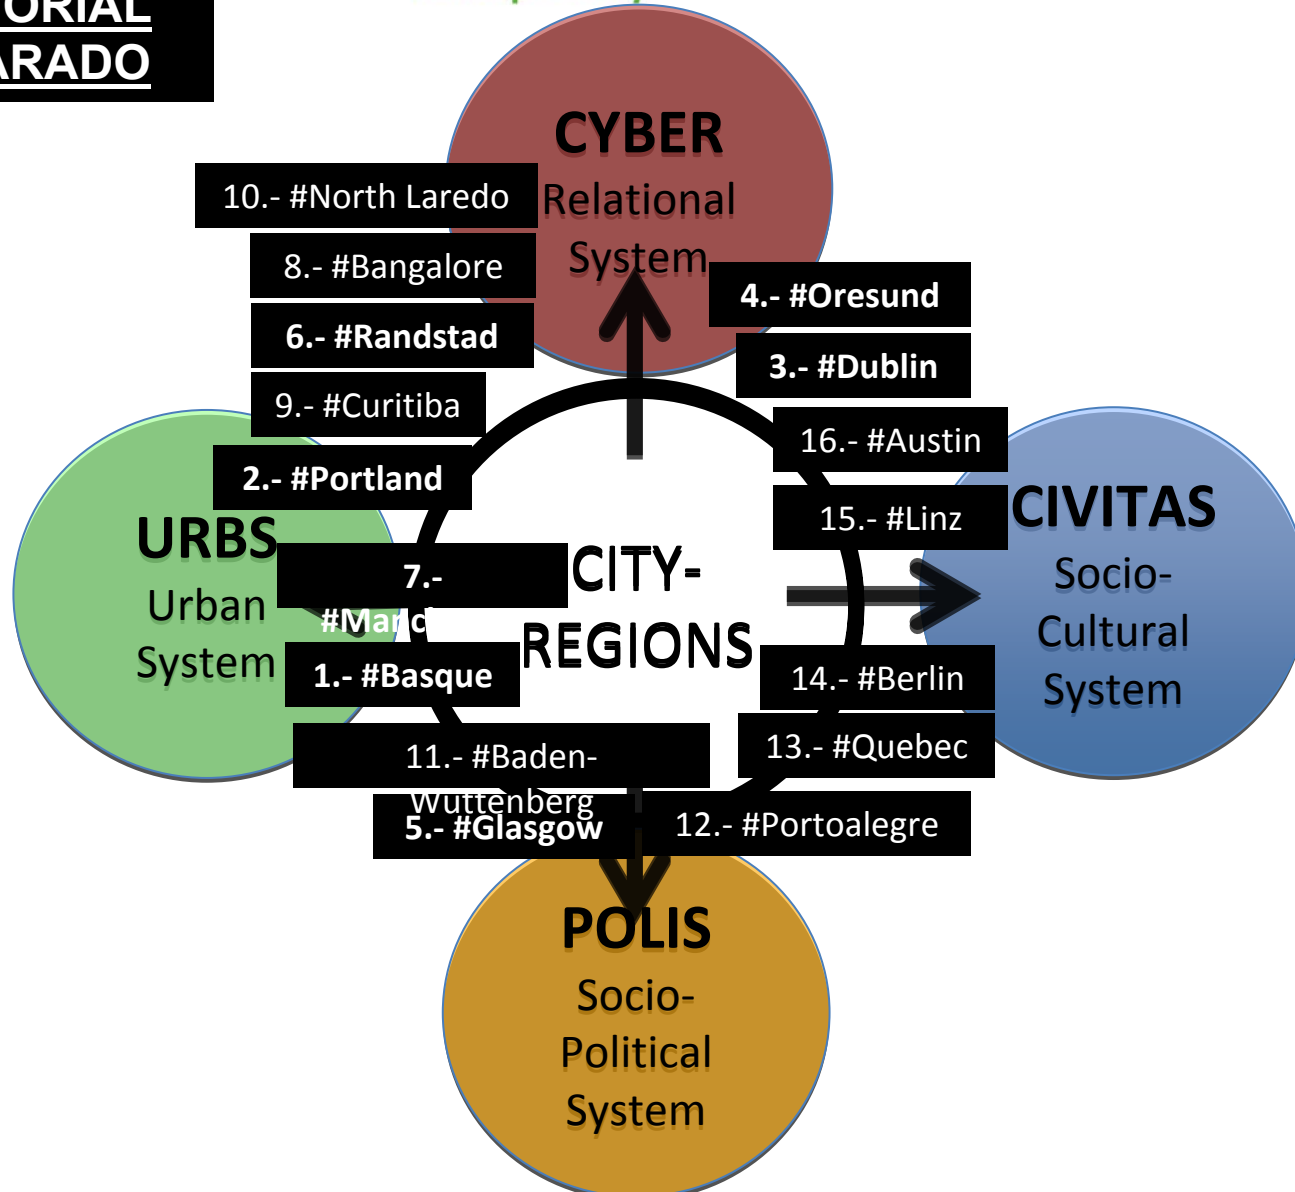 CYBER
Relational
System
10.- #North Laredo
8.- #Bangalore
6.- #Randstad
9.- #Curitiba
2.- #Portland
4.- #Oresund
3.- #Dublin
16.- #Austin
15.- #Linz
URBS
Urban
System
7.-
1.- #Basque
11.- #Baden-
Wuttenberg
5.- #Glasgow
CITY-
REGIONS
CIVITAS
Socio-
Cultural
System
14.- #Berlin
13.- #Quebec
12.- #Portoalegre
POLIS
Socio-
Political
System